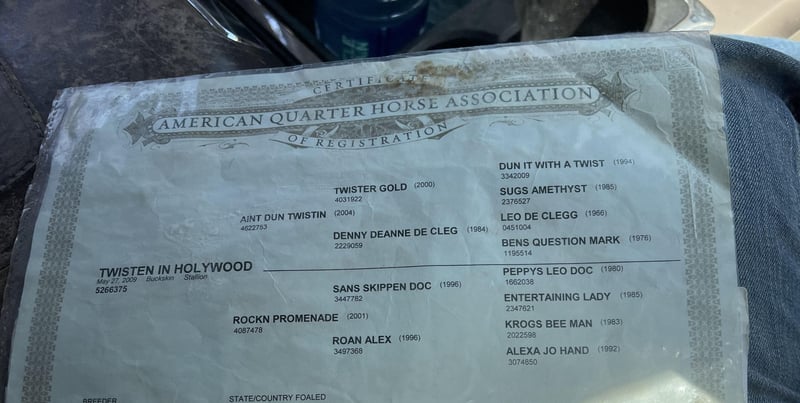 CERTIFICATE
AMERICAN QUARTER HORSE ASSOCIATION
OF REGISTRATION
DUN IT WITH A TWIST (1994)
3342009
TWISTER GOLD (2000)
4031922
SUGS AMETHYST (1985)
2376527
AINT DUN TWISTIN (2004)
4622753
LEO DE CLEGG (1966)
0451004
DENNY DEANNE DE CLEG (1984)
2229059
BENS QUESTION MARK (1976)
1195514
TWISTEN IN HOLYWOOD
May 27, 2009 Buckskin Stallion
5266375
PEPPYS LEO DOC (1980)
1662038
SANS SKIPPEN DOC (1996)
3447782
ENTERTAINING LADY (1985)
2347621
ROCKN PROMENADE (2001)
4087478
KROGS BEE MAN (1983)
2022598
ROAN ALEX (1996)
3497368
ALEXA JO HAND (1992)
3074850
BREEDER
STATE/COUNTRY FOALED